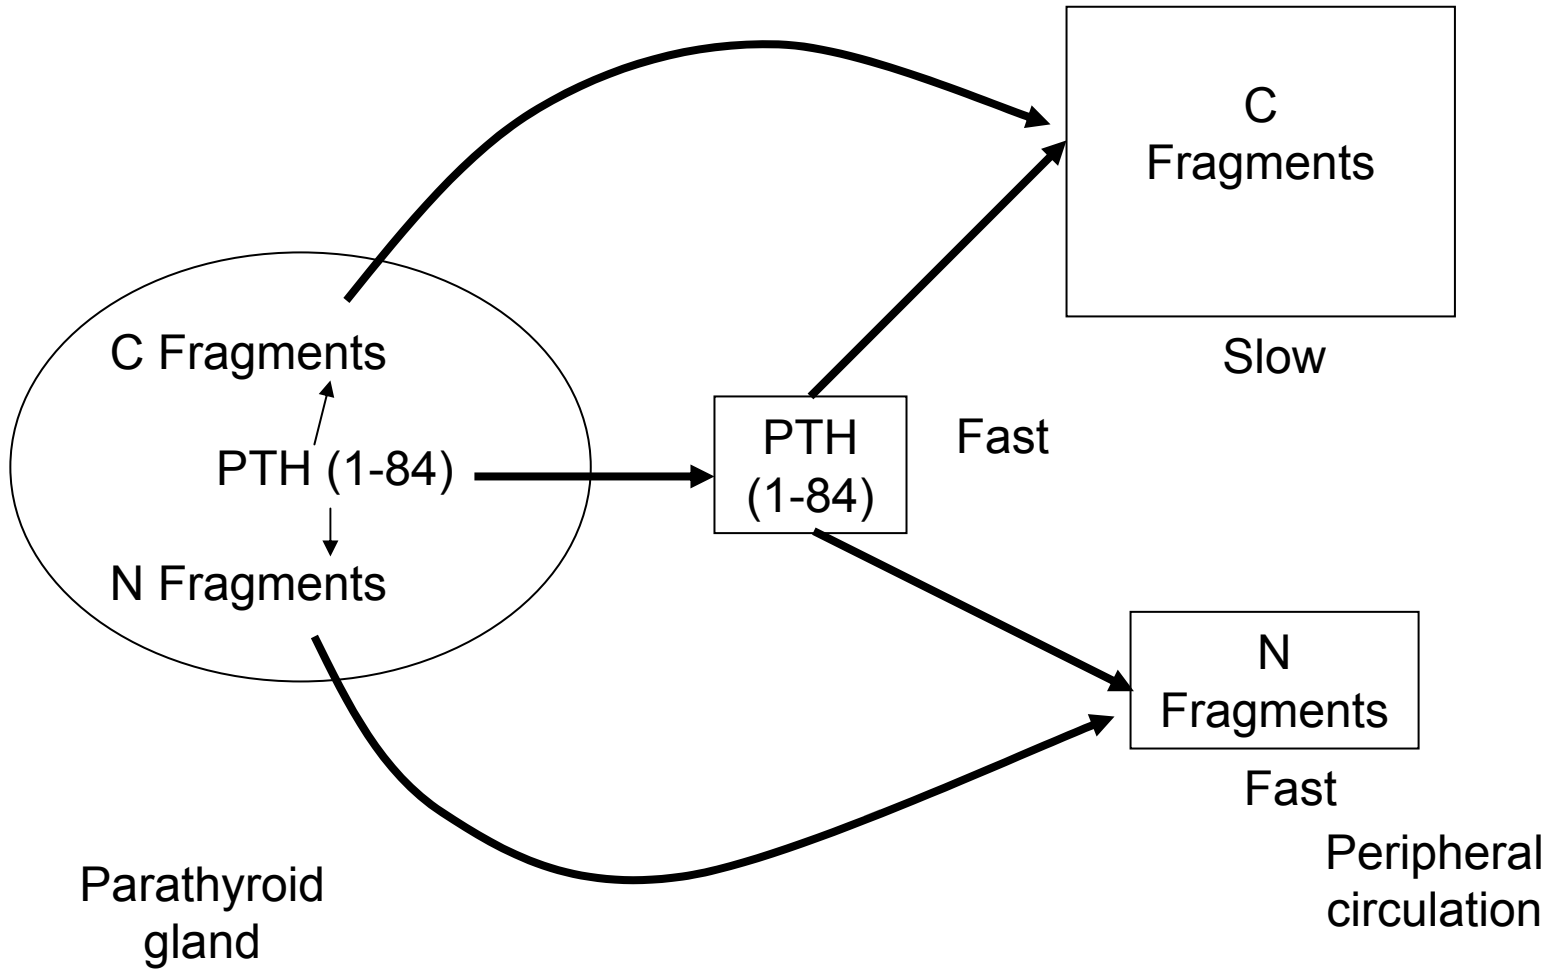 C
Fragments
Slow
C Fragments
PTH (1-84)
N Fragments
PTH
(1-84)
Fast
N
Fragments
Fast
Peripheral
circulation
Parathyroid
gland